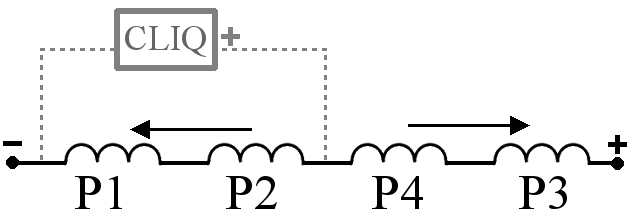 CLIQ +
- +
P1 P2 P4 P3